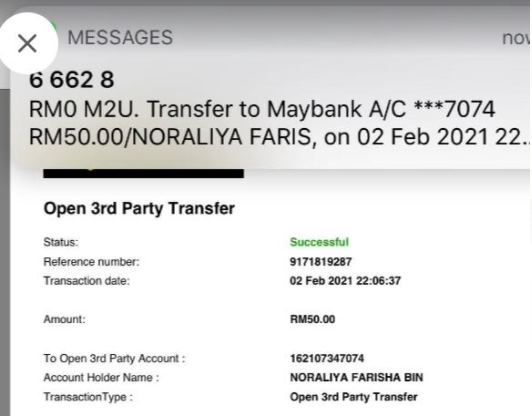 MESSAGES now
6 662 8
RM0 M2U. Transfer to Maybank A/C ***7074
RM50.00/NORALIYA FARIS, on 02 Feb 2021 22...
Open 3rd Party Transfer
Status: Successful
Reference number: 9171819287
Transaction date: 02 Feb 2021 22:06:37
Amount: RM50.00
To Open 3rd Party Account : 162107347074
Account Holder Name : NORALIYA FARISHA BIN
TransactionType : Open 3rd Party Transfer